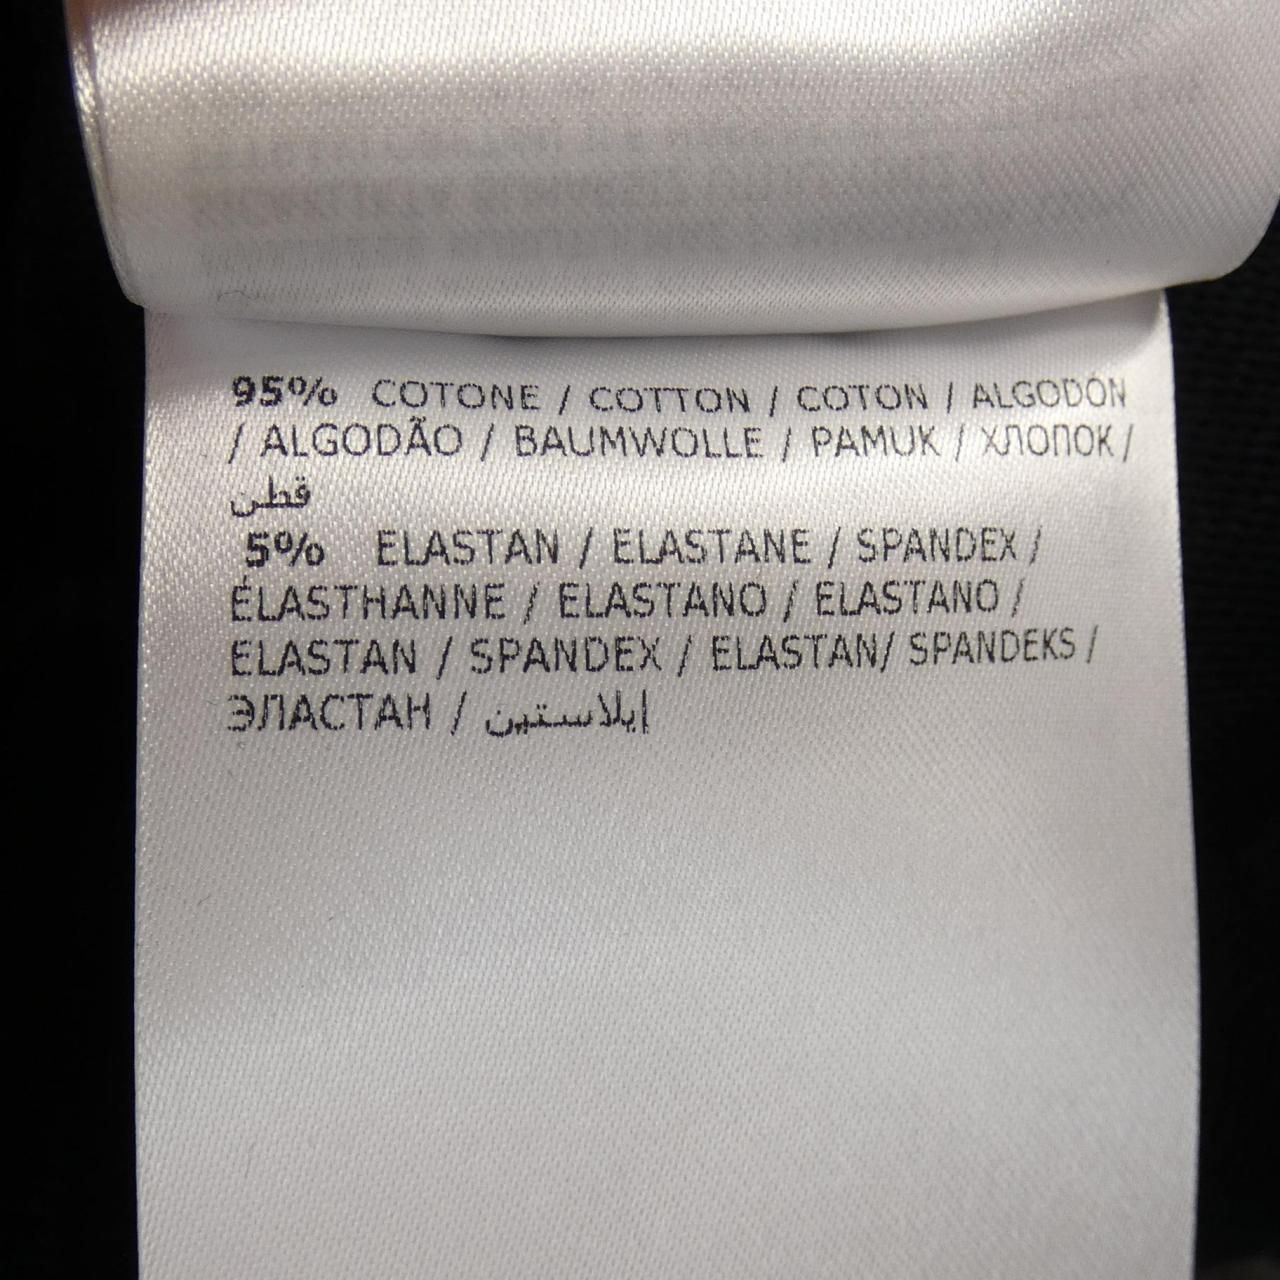 95% COTONE / COTTON / COTON / ALGODÓN
/ ALGODÃO / BAUMWOLLE / PAMUK / ХЛОПОК /
قطن
5% ELASTAN / ELASTANE / SPANDEX /
ÉLASTHANNE / ELASTANO / ELASTANO /
ELASTAN / SPANDEX / ELASTAN/ SPANDEKS /
ЭЛАСТАН / إيلاستين